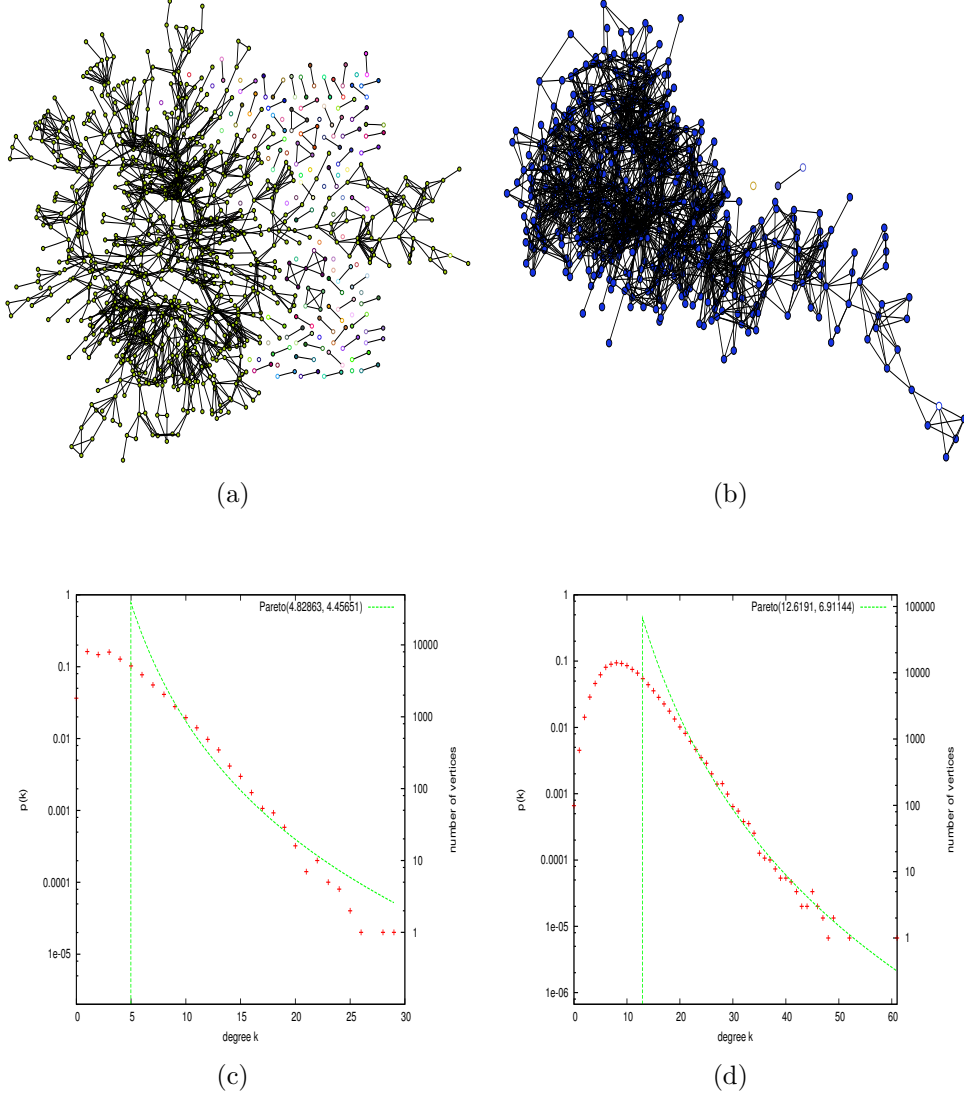 (a)
(b)
1
0.1
0.01
0.001
0.0001
1e-05
p(k)
Pareto(4.82863, 4.45651)
10000
1000
100
10
1
number of vertices
0
5
10
15
20
25
30
degree k
(c)
1
0.1
0.01
0.001
0.0001
1e-05
1e-06
p(k)
Pareto(12.6191, 6.91144)
100000
10000
1000
100
10
1
number of vertices
0
10
20
30
40
50
60
degree k
(d)